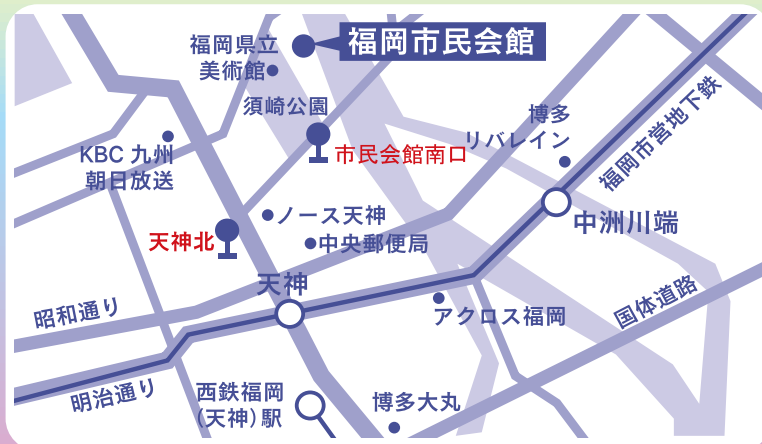 福岡市民会館
福岡県立
美術館
須崎公園
博多
リバレイン
福岡市営地下鉄
KBC 九州
朝日放送
市民会館南口
ノース天神
中洲川端
天神北
中央郵便局
天神
昭和通り
アクロス福岡
国体道路
明治通り
西鉄福岡
(天神)駅
博多大丸